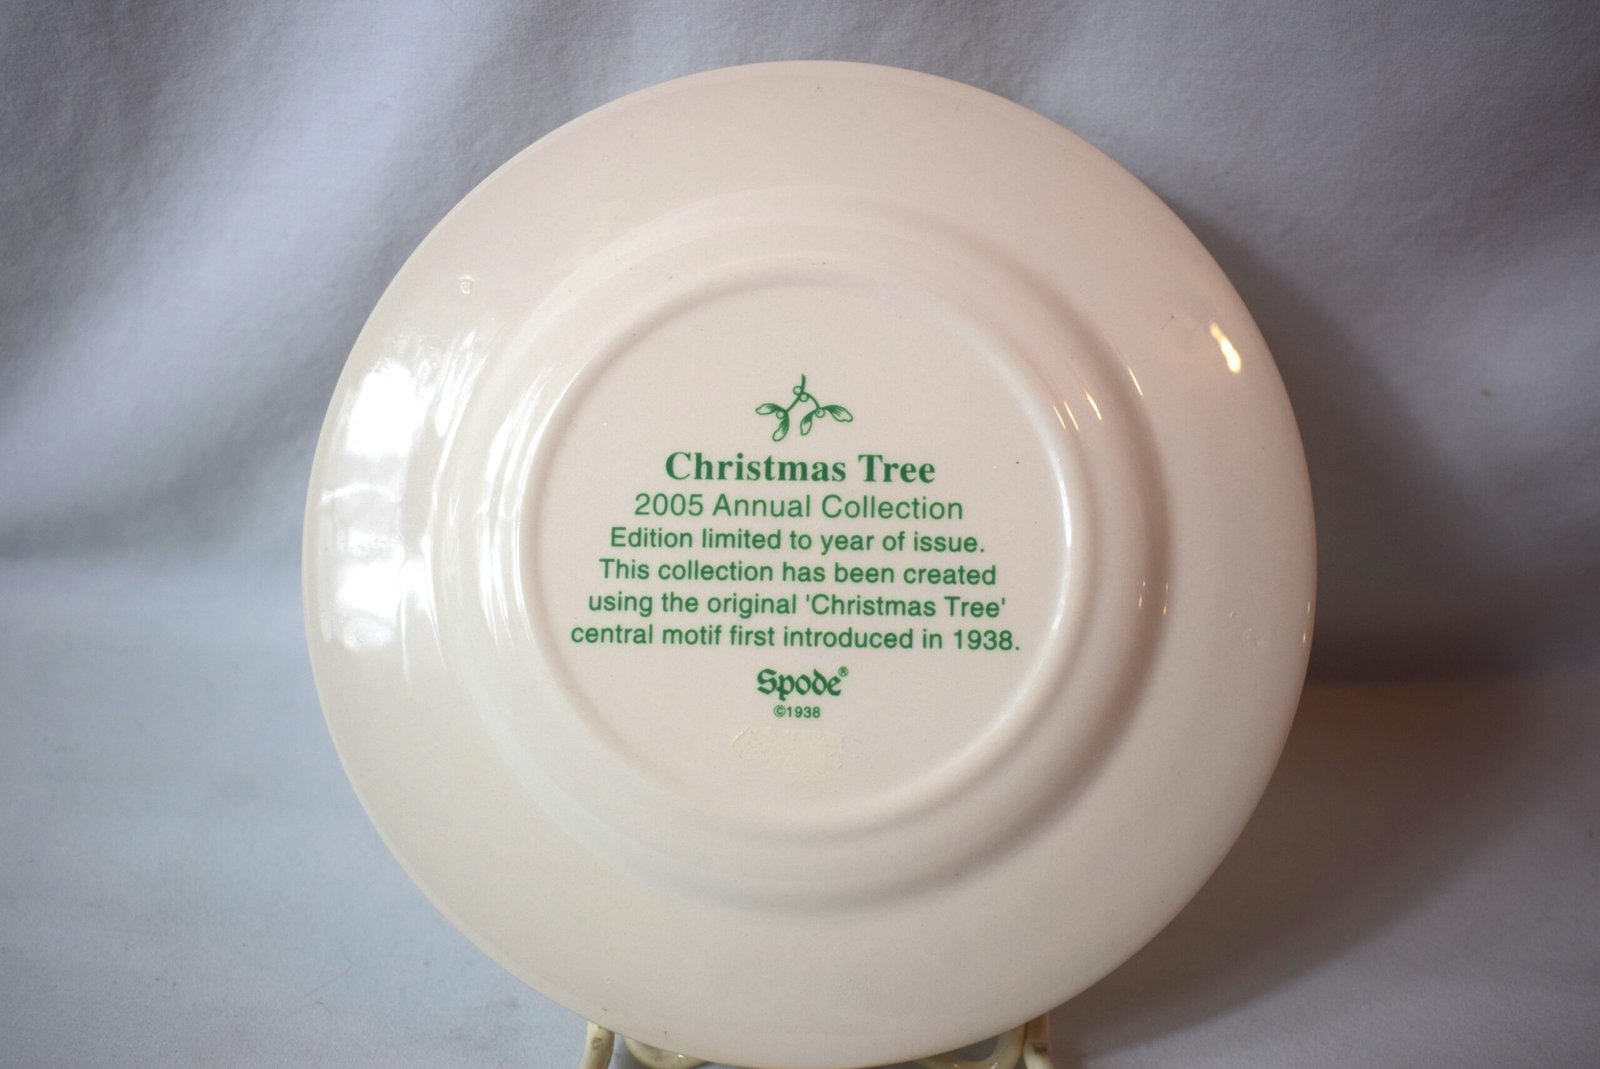 Christmas Tree
2005 Annual Collection
Edition limited to year of issue.
This collection has been created
using the original 'Christmas Tree'
central motif first introduced in 1938.
Spode®
©1938